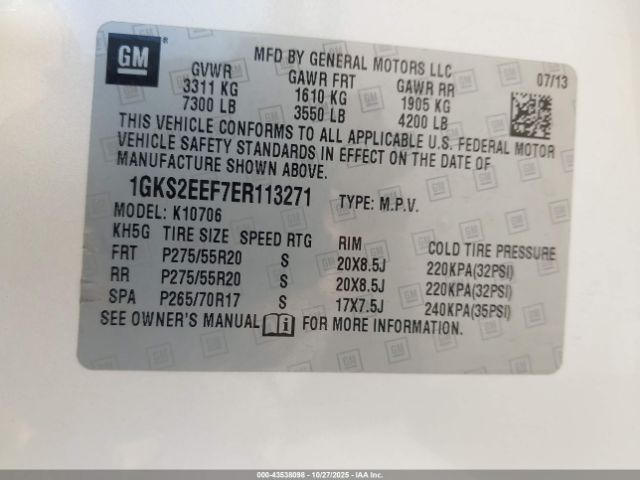 GM ®
MFD BY GENERAL MOTORS LLC 07/13
GVWR GAWR FRT GAWR RR
3311 KG 1610 KG 1905 KG
7300 LB 3550 LB 4200 LB
THIS VEHICLE CONFORMS TO ALL APPLICABLE U.S. FEDERAL MOTOR
VEHICLE SAFETY STANDARDS IN EFFECT ON THE DATE OF
MANUFACTURE SHOWN ABOVE.
1GKS2EEF7ER113271 TYPE: M.P.V.
MODEL: K10706
KH5G TIRE SIZE SPEED RTG RIM COLD TIRE PRESSURE
FRT P275/55R20 S 20X8.5J 220KPA(32PSI)
RR P275/55R20 S 20X8.5J 220KPA(32PSI)
SPA P265/70R17 S 17X7.5J 240KPA(35PSI)
SEE OWNER'S MANUAL i FOR MORE INFORMATION.
000-43538098 - 10/27/2025 - IAA Inc.